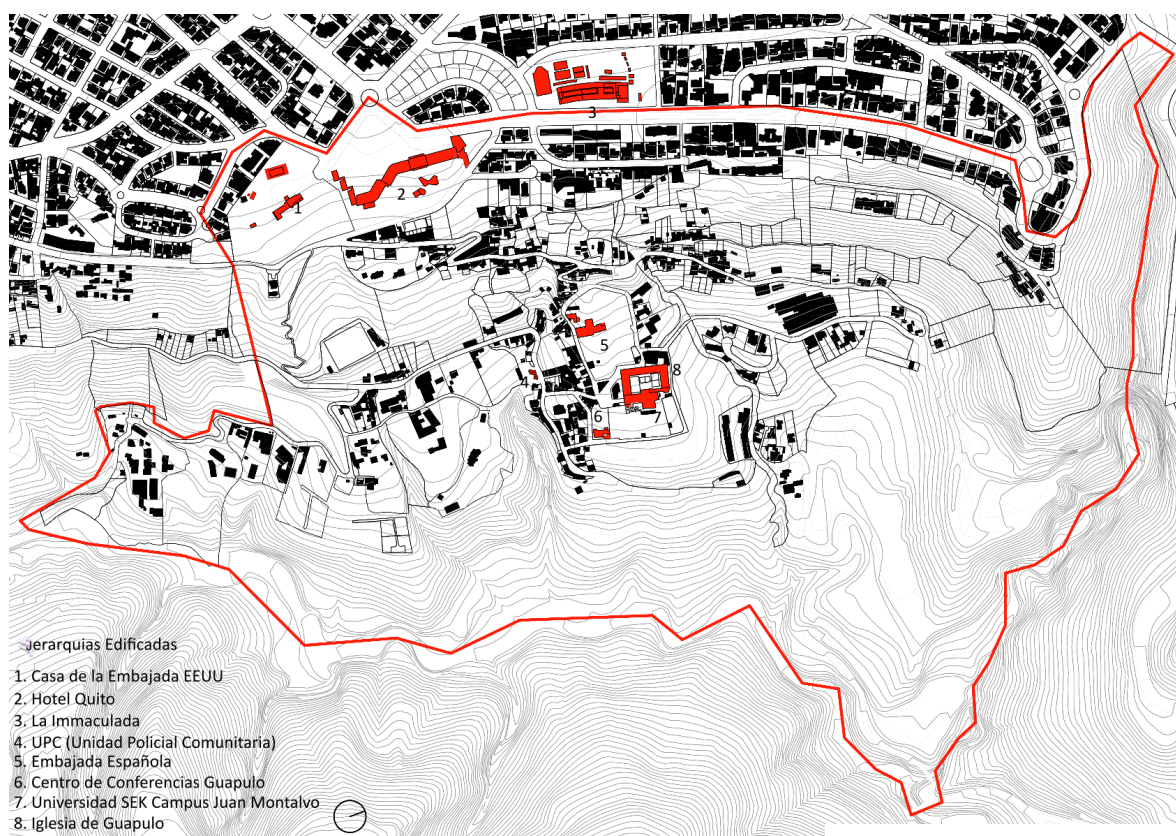 3
2
1
5
8
4
6
7
Jerarquias Edificadas
1. Casa de la Embajada EEUU
2. Hotel Quito
3. La Immaculada
4. UPC (Unidad Policial Comunitaria)
5. Embajada Española
6. Centro de Conferencias Guapulo
7. Universidad SEK Campus Juan Montalvo
8. Iglesia de Guapulo